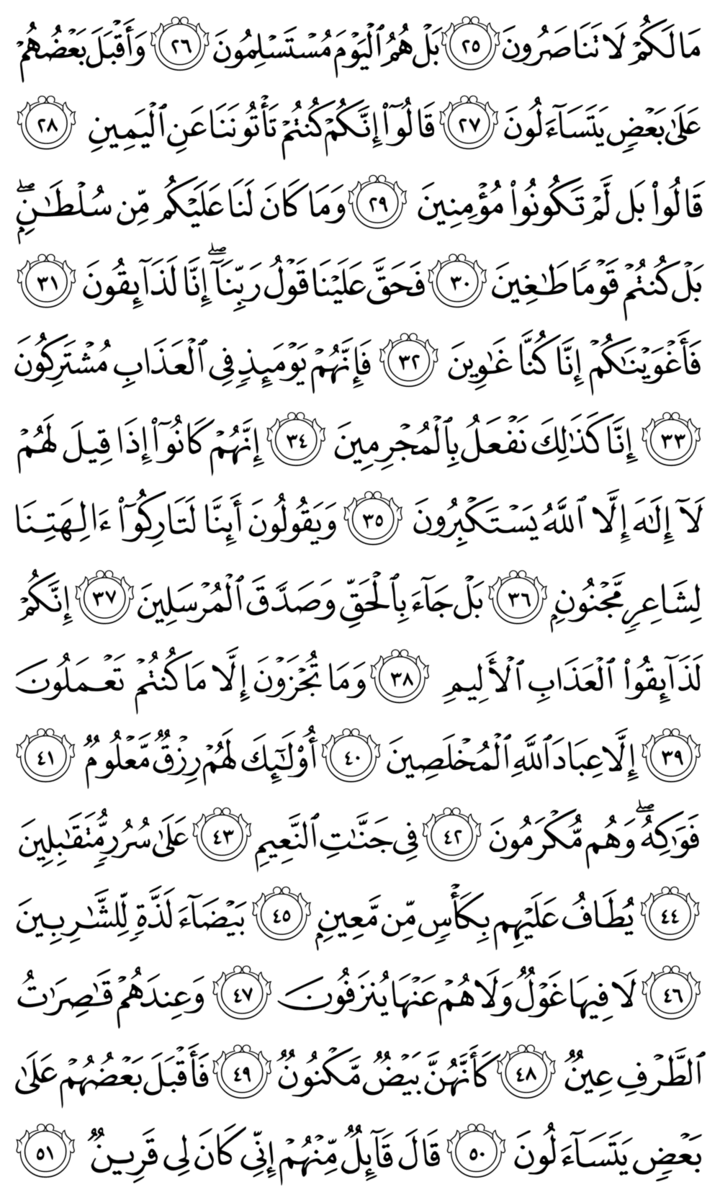 مَا لَكُمْ لَا تَنَاصَرُونَ ٢٥ بَلْ هُمُ ٱلْيَوْمَ مُسْتَسْلِمُونَ ٢٦ وَأَقْبَلَ بَعْضُهُمْ
عَلَىٰ بَعْضٍ يَتَسَآءَلُونَ ٢٧ قَالُوٓا۟ إِنَّكُمْ كُنتُمْ تَأْتُونَنَا عَنِ ٱلْيَمِينِ ٢٨
قَالُوا۟ بَل لَّمْ تَكُونُوا۟ مُؤْمِنِينَ ٢٩ وَمَا كَانَ لَنَا عَلَيْكُم مِّن سُلْطَـٰنٍۭ ۖ
بَلْ كُنتُمْ قَوْمًا طَـٰغِينَ ٣٠ فَحَقَّ عَلَيْنَا قَوْلُ رَبِّنَآ ۖ إِنَّا لَذَآئِقُونَ ٣١
فَأَغْوَيْنَـٰكُمْ إِنَّا كُنَّا غَـٰوِينَ ٣٢ فَإِنَّهُمْ يَوْمَئِذٍ فِى ٱلْعَذَابِ مُشْتَرِكُونَ
٣٣ إِنَّا كَذَٰلِكَ نَفْعَلُ بِٱلْمُجْرِمِينَ ٣٤ إِنَّهُمْ كَانُوٓا۟ إِذَا قِيلَ لَهُمْ
لَآ إِلَـٰهَ إِلَّا ٱللَّهُ يَسْتَكْبِرُونَ ٣٥ وَيَقُولُونَ أَئِنَّا لَتَارِكُوٓا۟ ءَالِهَتِنَا
لِشَاعِرٍ مَّجْنُونٍۭ ٣٦ بَلْ جَآءَ بِٱلْحَقِّ وَصَدَّقَ ٱلْمُرْسَلِينَ ٣٧ إِنَّكُمْ
لَذَآئِقُوا۟ ٱلْعَذَابِ ٱلْأَلِيمِ ٣٨ وَمَا تُجْزَوْنَ إِلَّا مَا كُنتُمْ تَعْمَلُونَ
٣٩ إِلَّا عِبَادَ ٱللَّهِ ٱلْمُخْلَصِينَ ٤٠ أُو۟لَـٰٓئِكَ لَهُمْ رِزْقٌ مَّعْلُومٌ ٤١
فَوَٰكِهُ ۖ وَهُم مُّكْرَمُونَ ٤٢ فِى جَنَّـٰتِ ٱلنَّعِيمِ ٤٣ عَلَىٰ سُرُرٍ مُّتَقَـٰبِلِينَ
٤٤ يُطَافُ عَلَيْهِم بِكَأْسٍ مِّن مَّعِينٍۭ ٤٥ بَيْضَآءَ لَذَّةٍ لِّلشَّـٰرِبِينَ
٤٦ لَا فِيهَا غَوْلٌ وَلَا هُمْ عَنْهَا يُنزَفُونَ ٤٧ وَعِندَهُمْ قَـٰصِرَٰتُ
ٱلطَّرْفِ عِينٌ ٤٨ كَأَنَّهُنَّ بَيْضٌ مَّكْنُونٌ ٤٩ فَأَقْبَلَ بَعْضُهُمْ عَلَىٰ
بَعْضٍ يَتَسَآءَلُونَ ٥٠ قَالَ قَآئِلٌ مِّنْهُمْ إِنِّى كَانَ لِى قَرِينٌ ٥١